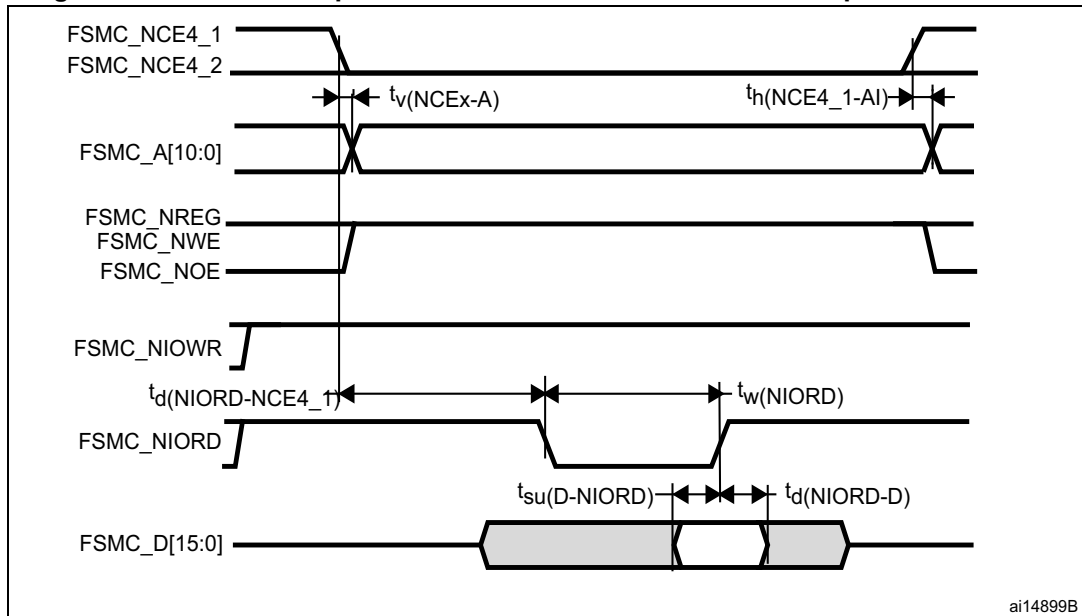 FSMC_NCE4_1
FSMC_NCE4_2
tv(NCEx-A)
th(NCE4_1-AI)
FSMC_A[10:0]
FSMC_NREG
FSMC_NWE
FSMC_NOE
FSMC_NIOWR
td(NIORD-NCE4_1)
tw(NIORD)
FSMC_NIORD
tsu(D-NIORD)
td(NIORD-D)
FSMC_D[15:0]
ai14899B